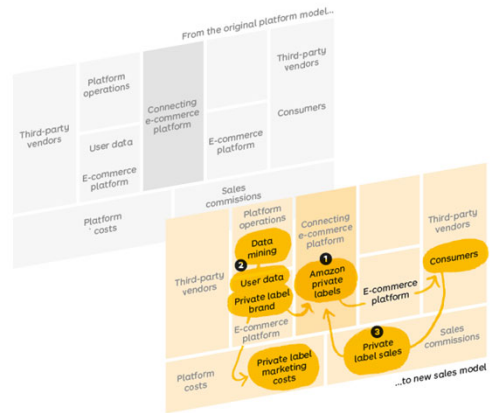 From the original platform model...
Third-party
vendors
Platform
operations
User data
E-commerce
platform
Connecting
e-commerce
platform
E-commerce
platform
Third-party
vendors
Consumers
Platform
costs
Sales
commissions
Third-party
vendors
Platform
operations
Data
mining
2
User data
Private label
brand
E-commerce
platform
Connecting
e-commerce
platform
1
Amazon
private
labels
E-commerce
platform
Third-party
vendors
Consumers
Platform
costs
Private label
marketing
costs
3
Private
label sales
Sales
commissions
...to new sales model